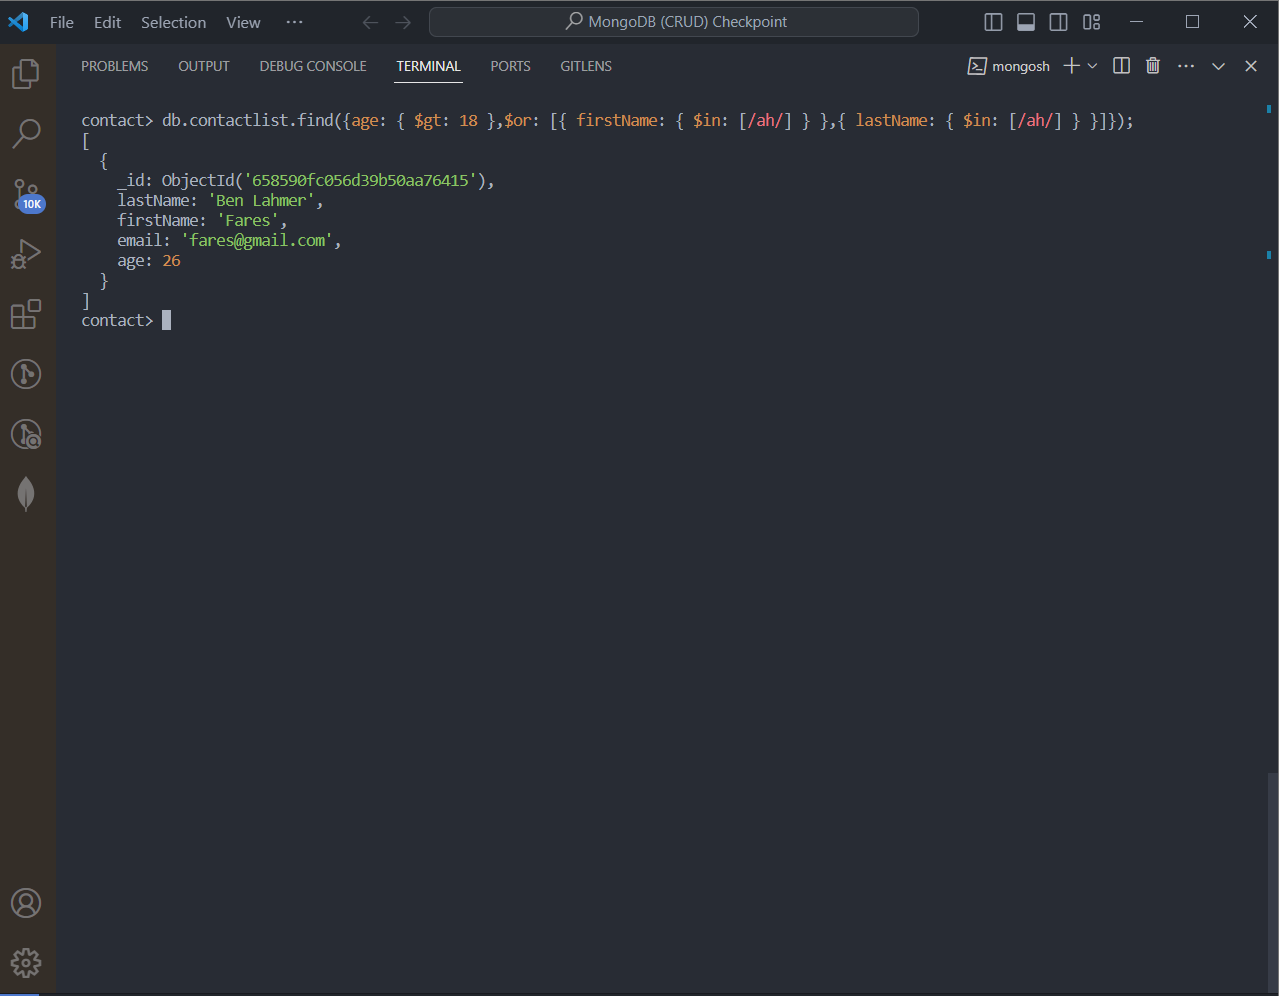 File Edit Selection View ··· MongoDB (CRUD) Checkpoint
PROBLEMS OUTPUT DEBUG CONSOLE TERMINAL PORTS GITLENS mongosh
contact> db.contactlist.find({age: { $gt: 18 },$or: [{ firstName: { $in: [/ah/] } },{ lastName: { $in: [/ah/] } }]});
[
  {
    _id: ObjectId('658590fc056d39b50aa76415'),
    lastName: 'Ben Lahmer',
    firstName: 'Fares',
    email: 'fares@gmail.com',
    age: 26
  }
]
contact>
10K